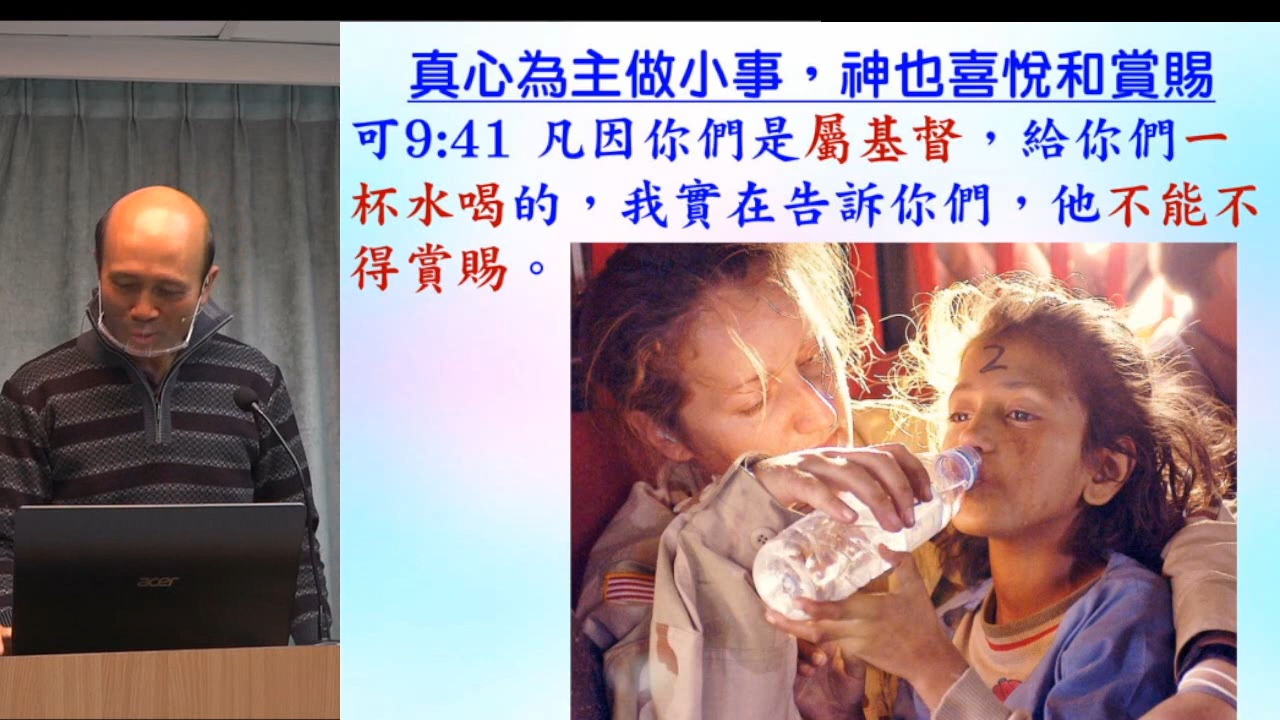 真心為主做小事，神也喜悅和賞賜
可9:41 凡因你們是屬基督，給你們一
杯水喝的，我實在告訴你們，他不能不
得賞賜。
2
acer